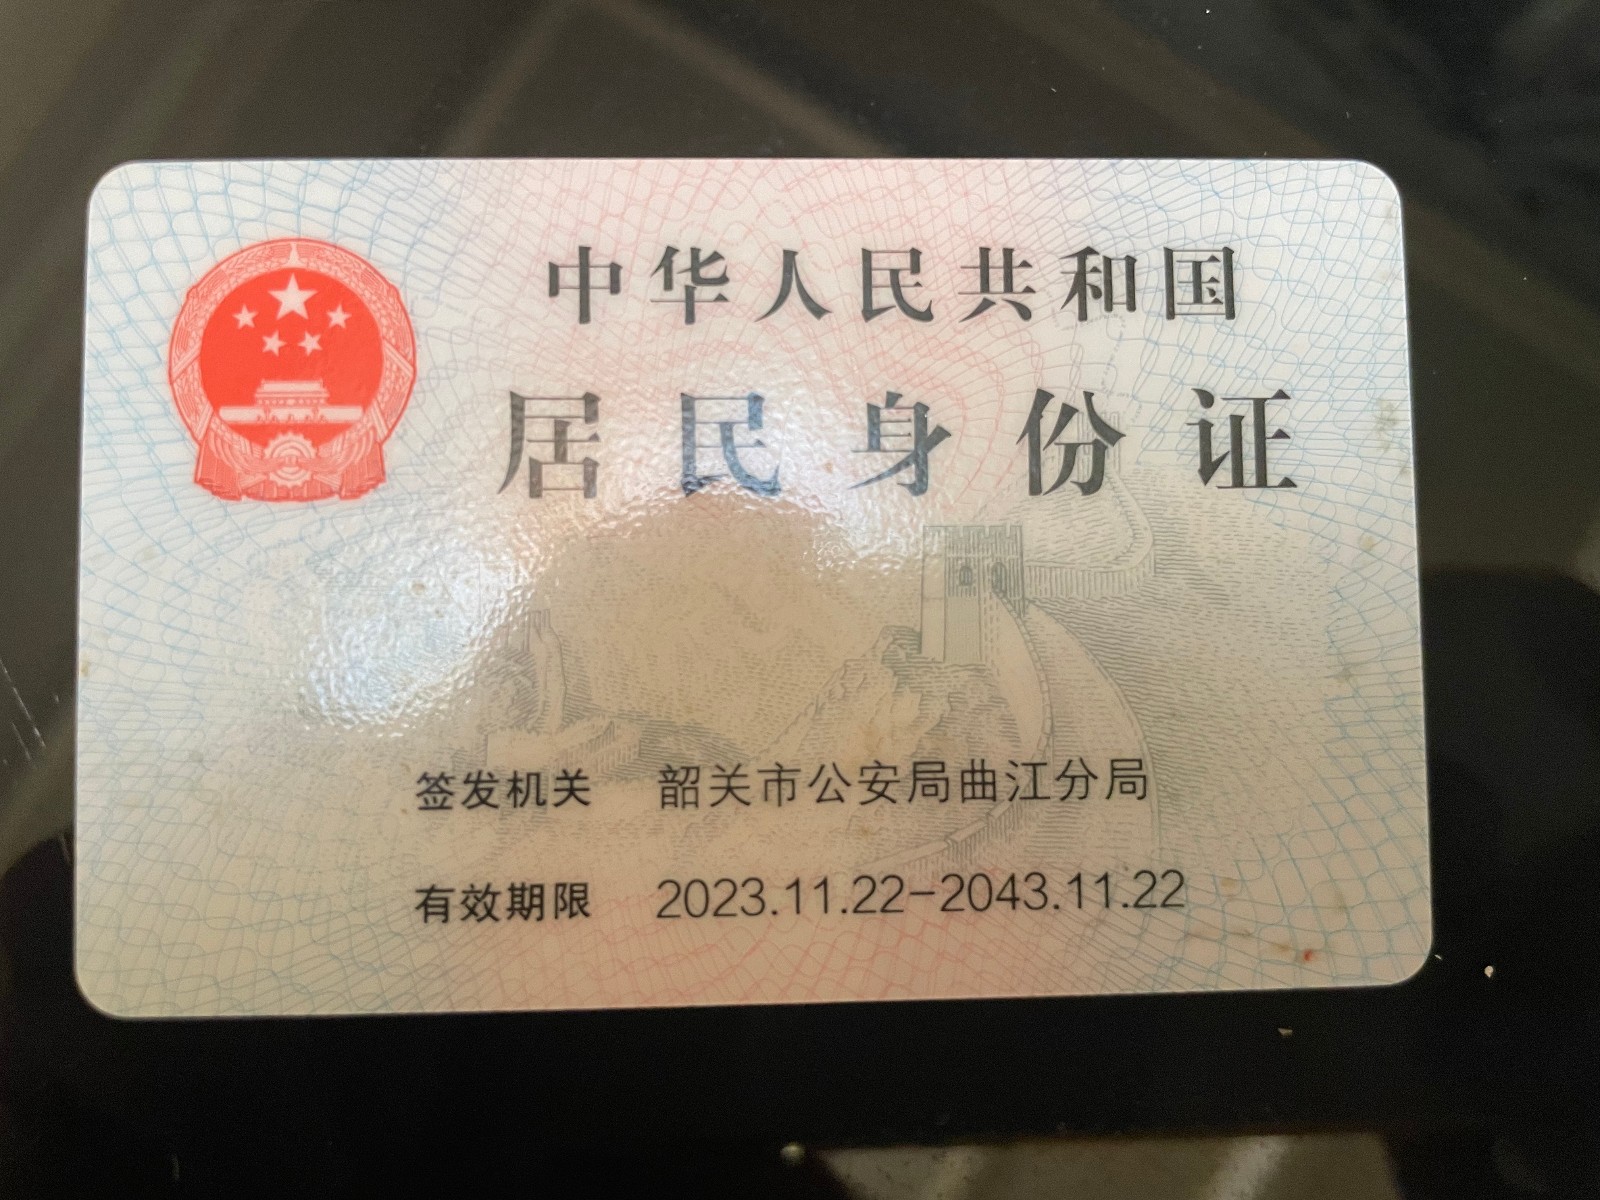 中华人民共和国
居民身份证
签发机关 韶关市公安局曲江分局
有效期限 2023.11.22-2043.11.22